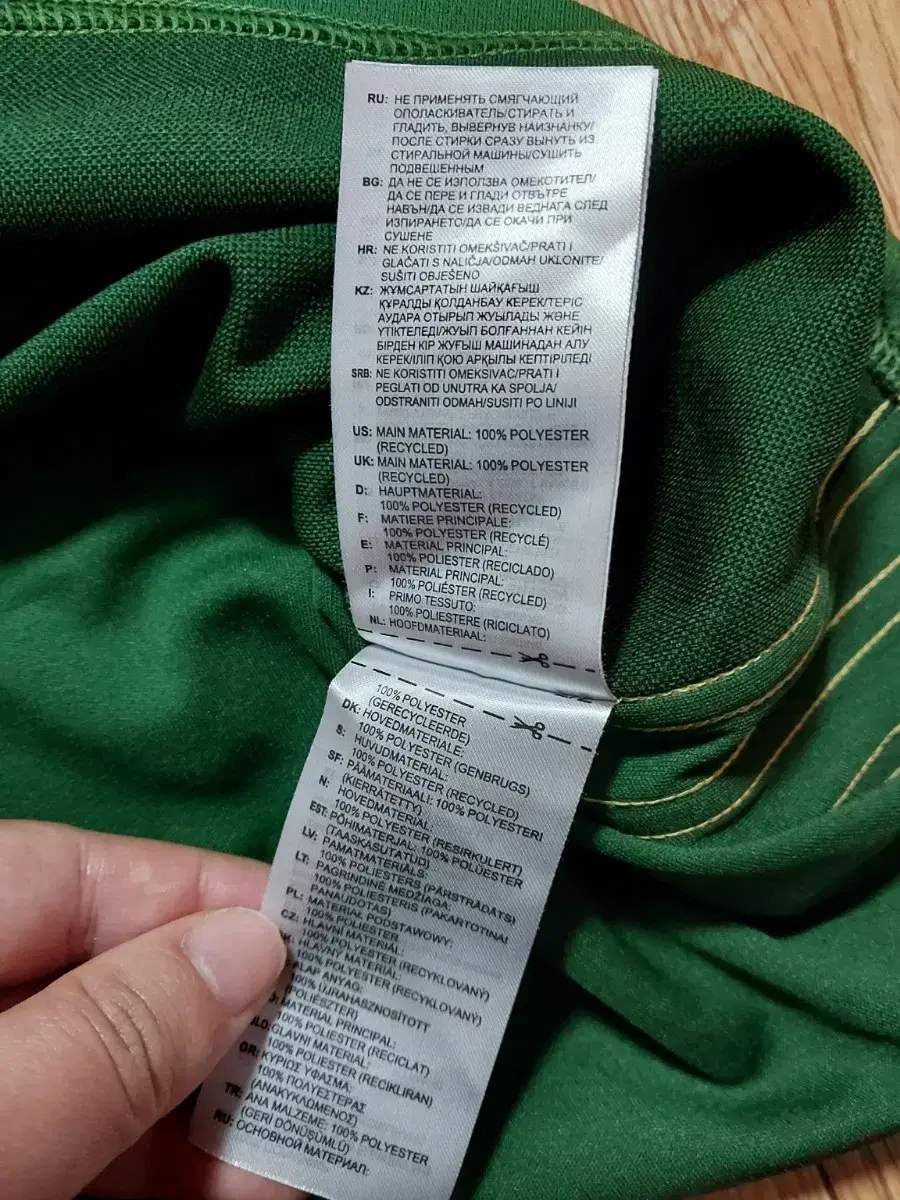 RU: НЕ ПРИМЕНЯТЬ СМЯГЧАЮЩИЙ
ОПОЛАСКИВАТЕЛЬ/СТИРАТЬ И
ГЛАДИТЬ, ВЫВЕРНУВ НАИЗНАНКУ/
ПОСЛЕ СТИРКИ СРАЗУ ВЫНУТЬ ИЗ
СТИРАЛЬНОЙ МАШИНЫ/СУШИТЬ
ПОДВЕШЕННЫМ
BG: ДА НЕ СЕ ИЗПОЛЗВА ОМЕКОТИТЕЛ/
ДА СЕ ПЕРЕ И ГЛАДИ ОТВЪТРЕ
НАВЪН/ДА СЕ ИЗВАДИ ВЕДНАГА СЛЕД
ИЗПИРАНЕТО/ДА СЕ ОКАЧИ ПРИ
СУШЕНЕ
HR: NE KORISTITI OMEKŠIVAČ/PRATI I
GLAČATI S NALIČJA/ODMAH UKLONITE/
SUŠITI OBJEŠENO
KZ: ЖҰМСАРТАТЫН ШАЙҚАҒЫШ
ҚҰРАЛДЫ ҚОЛДАНБАУ КЕРЕК/ТЕРІС
АУДАРА ОТЫРЫП ЖУЫЛАДЫ ЖӘНЕ
ҮТІКТЕЛЕДІ/ЖУЫП БОЛҒАННАН КЕЙІН
БІРДЕН КІР ЖУҒЫШ МАШИНАДАН АЛУ
КЕРЕК/ІЛІП ҚОЮ АРҚЫЛЫ КЕПТІРІЛЕДІ
SRB: NE KORISTITI OMEKSIVAC/PRATI I
PEGLATI OD UNUTRA KA SPOLJA/
ODSTRANITI ODMAH/SUSITI PO LINIJI
US: MAIN MATERIAL: 100% POLYESTER
(RECYCLED)
UK: MAIN MATERIAL: 100% POLYESTER
(RECYCLED)
D: HAUPTMATERIAL:
100% POLYESTER (RECYCLED)
F: MATIERE PRINCIPALE:
100% POLYESTER (RECYCLÉ)
E: MATERIAL PRINCIPAL:
100% POLIESTER (RECICLADO)
P: MATERIAL PRINCIPAL:
100% POLIÉSTER (RECYCLED)
I: PRIMO TESSUTO:
100% POLIESTERE (RICICLATO)
NL: HOOFDMATERIAAL:
100% POLYESTER
(GERECYCLEERDE)
DK: HOVEDMATERIALE:
100% POLYESTER (GENBRUGS)
S: HUVUDMATERIAL:
100% POLYESTER (RECYCLED)
SF: PÄÄMATERIAALI: 100% POLYESTERI
(KIERRÄTETTY)
N: HOVEDMATERIAL:
100% POLYESTER (RESIRKULERT)
EST: PÕHIMATERJAL: 100% POLÜESTER
(TAASKASUTATUD)
LV: PAMATMATERIĀLS:
100% POLIESTERS (PĀRSTRĀDĀTS)
LT: PAGRINDINĖ MEDŽIAGA:
100% POLIESTERIS (PAKARTOTINAI
PANAUDOTAS)
PL: MATERIAŁ PODSTAWOWY:
100% POLIESTER
CZ: HLAVNÍ MATERIÁL:
100% POLYESTER (RECYKLOVANÝ)
HLAVNÝ MATERIÁL:
100% POLYESTER (RECYKLOVANÝ)
ALAP ANYAG:
100% (ÚJRAHASZNOSÍTOTT
(POLIÉSZTER)
MATERIAL PRINCIPAL:
100% POLIESTER (RECICLAT)
GLAVNI MATERIAL:
100% POLIESTER (RECIKLIRAN)
GR: ΚΥΡΙΩΣ ΥΦΑΣΜΑ:
100% ΠΟΛΥΕΣΤΕΡΑΣ
(ΑΝΑΚΥΚΛΩΜΕΝΟΣ)
TR: ANA MALZEME: 100% POLYESTER
(GERİ DÖNÜŞÜMLÜ)
RU: ОСНОВНОЙ МАТЕРИАЛ: